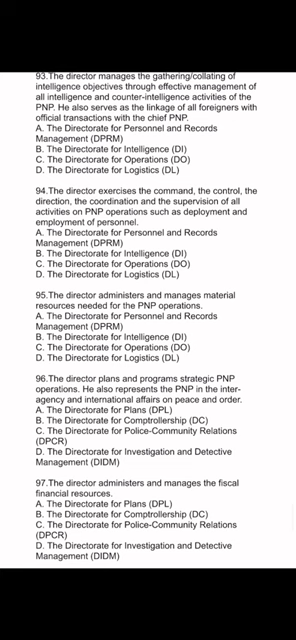 93.The director manages the gathering/collating of
intelligence objectives through effective management of
all intelligence and counter-intelligence activities of the
PNP. He also serves as the linkage of all foreigners with
official transactions with the chief PNP.
A. The Directorate for Personnel and Records
Management (DPRM)
B. The Directorate for Intelligence (DI)
C. The Directorate for Operations (DO)
D. The Directorate for Logistics (DL)
94.The director exercises the command, the control, the
direction, the coordination and the supervision of all
activities on PNP operations such as deployment and
employment of personnel.
A. The Directorate for Personnel and Records
Management (DPRM)
B. The Directorate for Intelligence (DI)
C. The Directorate for Operations (DO)
D. The Directorate for Logistics (DL)
95.The director administers and manages material
resources needed for the PNP operations.
A. The Directorate for Personnel and Records
Management (DPRM)
B. The Directorate for Intelligence (DI)
C. The Directorate for Operations (DO)
D. The Directorate for Logistics (DL)
96.The director plans and programs strategic PNP
operations. He also represents the PNP in the inter-
agency and international affairs on peace and order.
A. The Directorate for Plans (DPL)
B. The Directorate for Comptrollership (DC)
C. The Directorate for Police-Community Relations
(DPCR)
D. The Directorate for Investigation and Detective
Management (DIDM)
97.The director administers and manages the fiscal
financial resources.
A. The Directorate for Plans (DPL)
B. The Directorate for Comptrollership (DC)
C. The Directorate for Police-Community Relations
(DPCR)
D. The Directorate for Investigation and Detective
Management (DIDM)